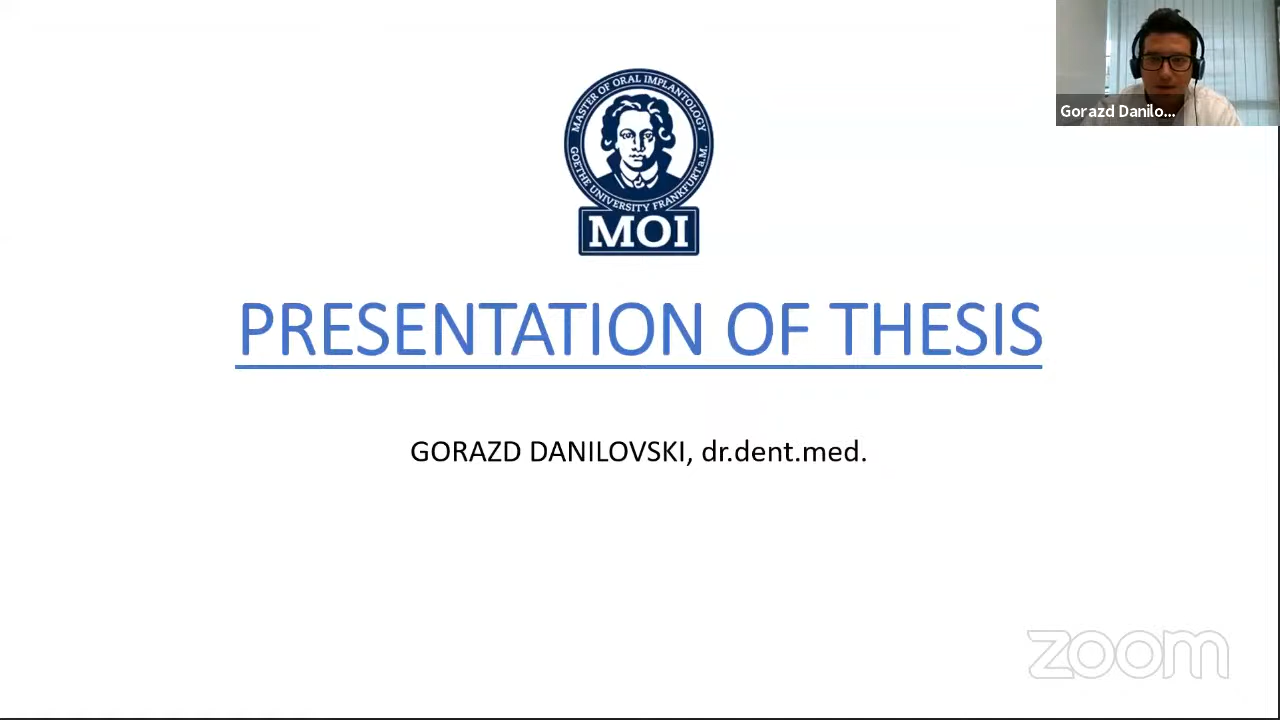 MASTER OF ORAL IMPLANTOLOGY
GOETHE UNIVERSITY FRANKFURT a.M.
MOI
Gorazd Danilo...
PRESENTATION OF THESIS
GORAZD DANILOVSKI, dr.dent.med.
zoom